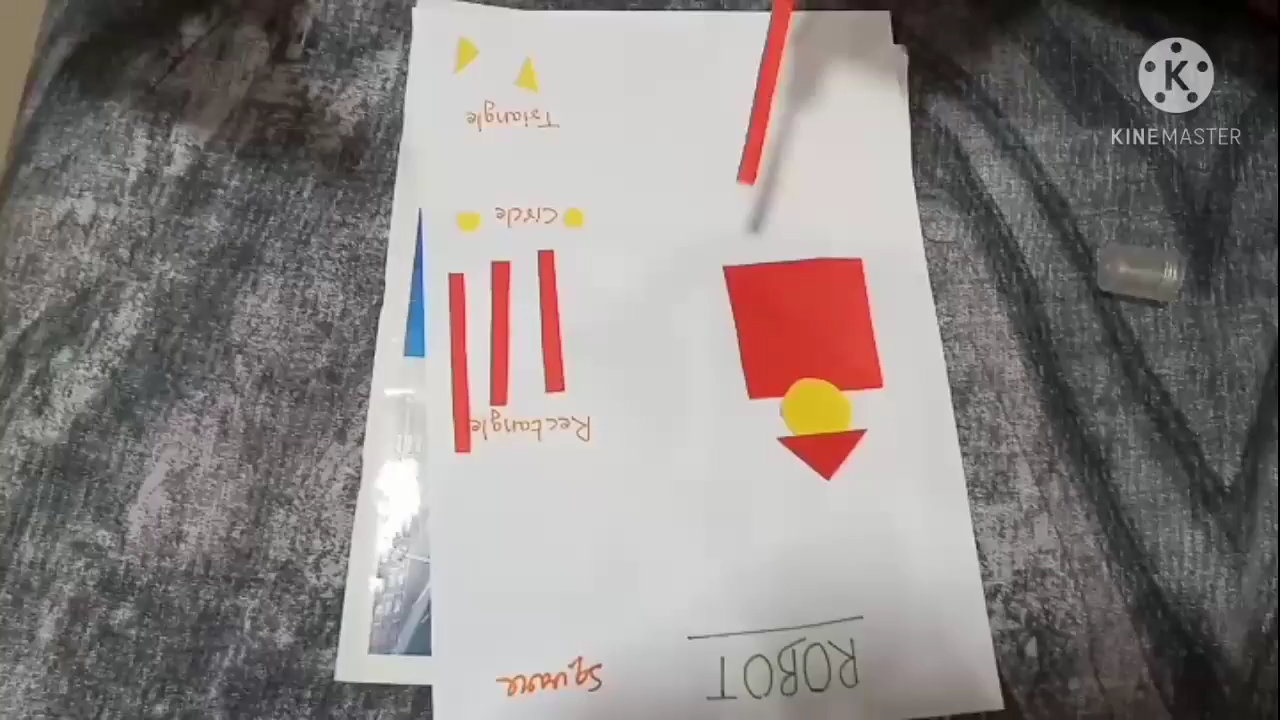 ROBOT
Square
Rectangle
Circle
Triangle
K
KINEMASTER